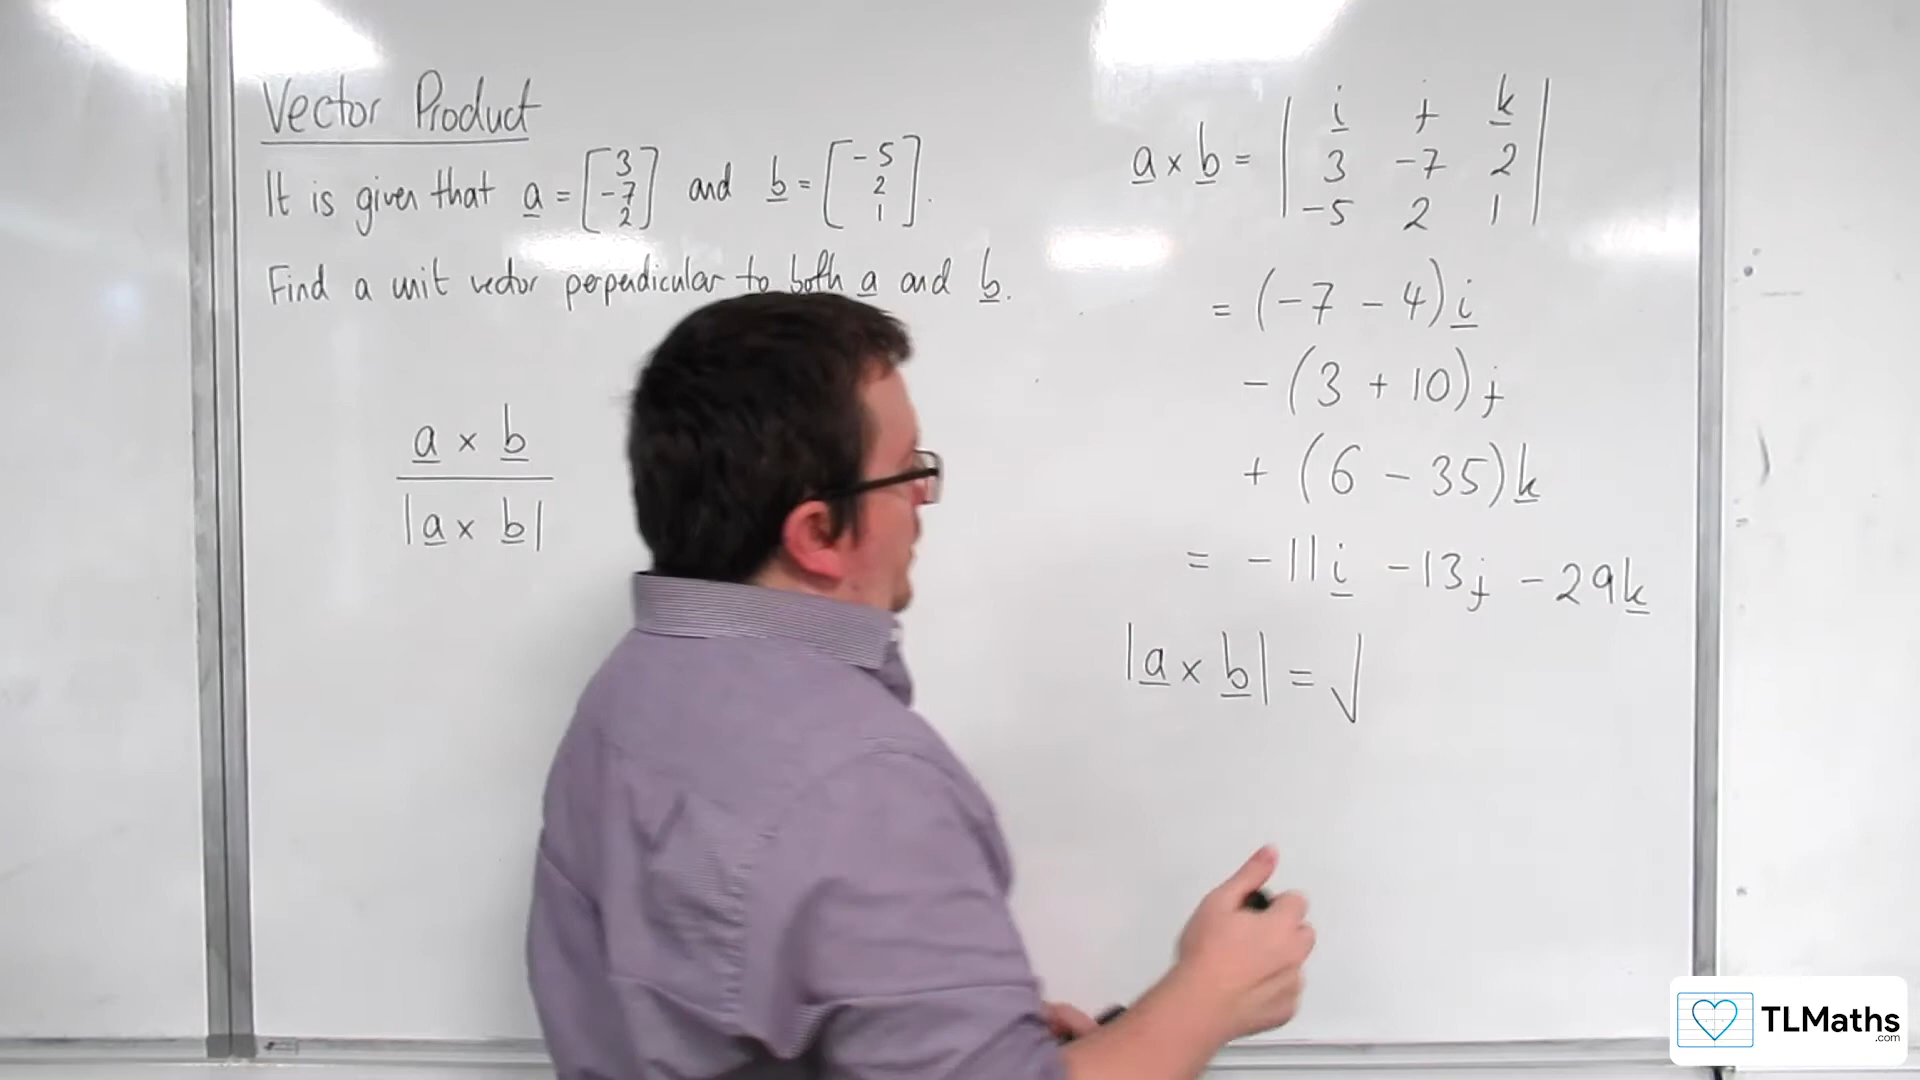 Vector Product
It is given that a = [3 -7 2] and b = [-5 2 1].
Find a unit vector perpendicular to both a and b.
a × b
|a × b|
a × b = | i j k
3 -7 2
-5 2 1 |
= (-7 - 4) i
- (3 + 10) j
+ (6 - 35) k
= -11i -13j -29k
|a × b| = √
TLMaths
.com